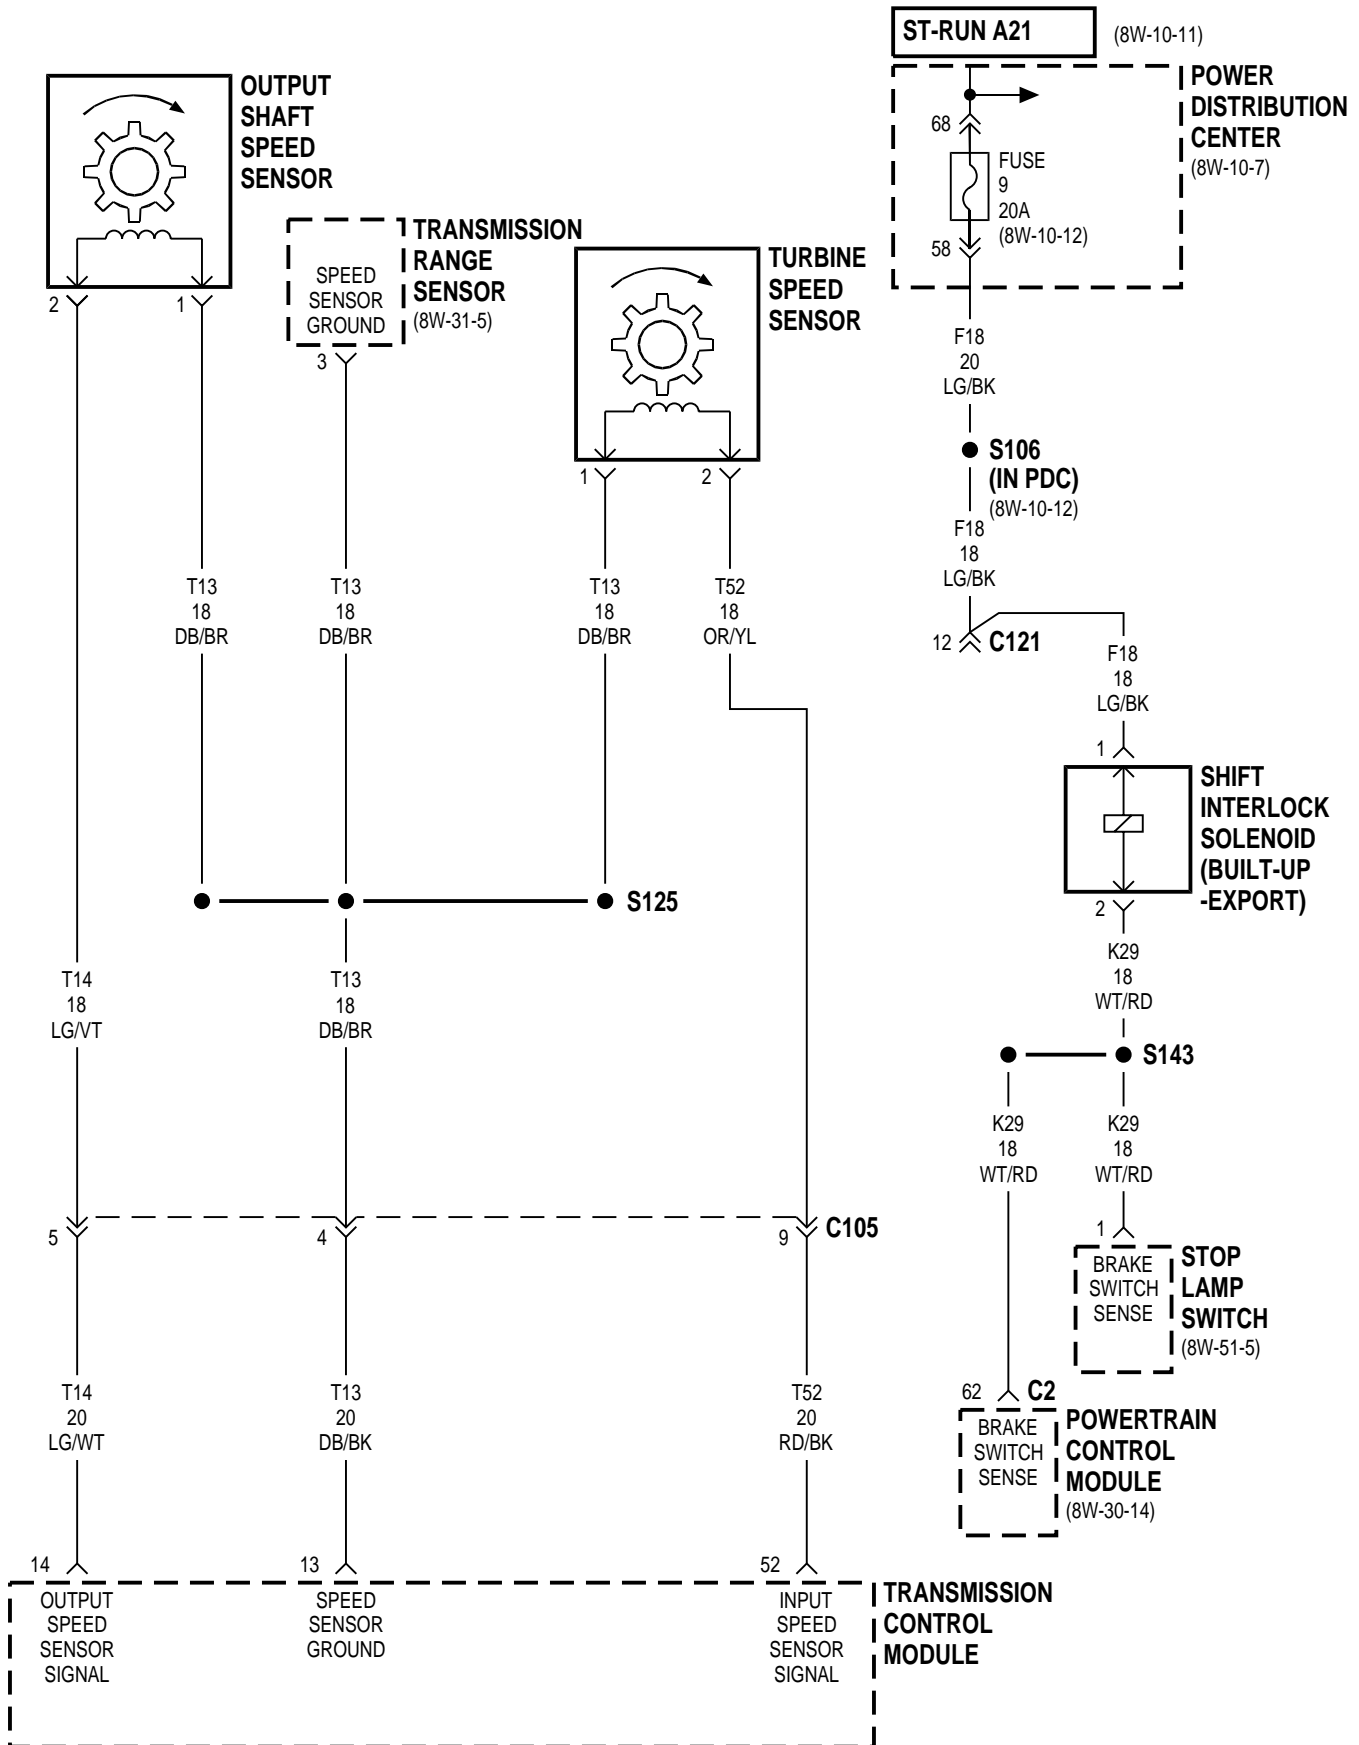 ST-RUN A21
(8W-10-11)
POWER
DISTRIBUTION
CENTER
(8W-10-7)
68
FUSE
9
20A
(8W-10-12)
58
OUTPUT
SHAFT
SPEED
SENSOR
2
1
TRANSMISSION
RANGE
SENSOR
(8W-31-5)
SPEED
SENSOR
GROUND
3
TURBINE
SPEED
SENSOR
1
2
F18
20
LG/BK
S106
(IN PDC)
(8W-10-12)
F18
18
LG/BK
12
C121
F18
18
LG/BK
T13
18
DB/BR
T13
18
DB/BR
T13
18
DB/BR
T52
18
OR/YL
1
SHIFT
INTERLOCK
SOLENOID
(BUILT-UP
-EXPORT)
2
S125
K29
18
WT/RD
S143
T14
18
LG/VT
T13
18
DB/BR
K29
18
WT/RD
K29
18
WT/RD
5
4
9
C105
1
BRAKE
SWITCH
SENSE
STOP
LAMP
SWITCH
(8W-51-5)
62
C2
BRAKE
SWITCH
SENSE
POWERTRAIN
CONTROL
MODULE
(8W-30-14)
T14
20
LG/WT
T13
20
DB/BK
T52
20
RD/BK
14
13
52
OUTPUT
SPEED
SENSOR
SIGNAL
SPEED
SENSOR
GROUND
INPUT
SPEED
SENSOR
SIGNAL
TRANSMISSION
CONTROL
MODULE